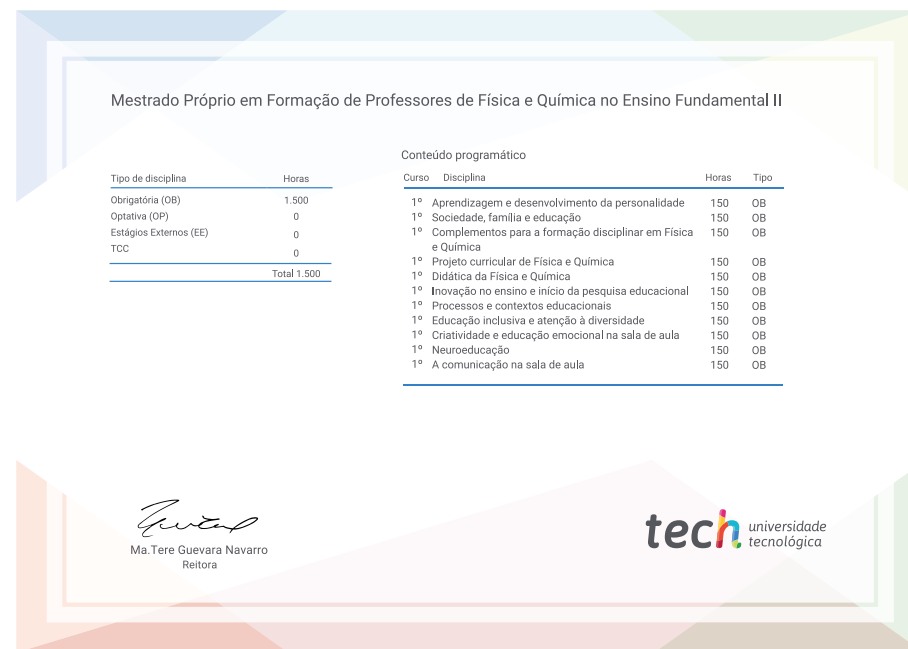 Mestrado Próprio em Formação de Professores de Física e Química no Ensino Fundamental II
Tipo de disciplina Horas
Obrigatória (OB) 1.500
Optativa (OP) 0
Estágios Externos (EE) 0
TCC 0
Total 1.500
Conteúdo programático
Curso Disciplina Horas Tipo
1º Aprendizagem e desenvolvimento da personalidade 150 OB
1º Sociedade, família e educação 150 OB
1º Complementos para a formação disciplinar em Física 150 OB
e Química
1º Projeto curricular de Física e Química 150 OB
1º Didática da Física e Química 150 OB
1º Inovação no ensino e início da pesquisa educacional 150 OB
1º Processos e contextos educacionais 150 OB
1º Educação inclusiva e atenção à diversidade 150 OB
1º Criatividade e educação emocional na sala de aula 150 OB
1º Neuroeducação 150 OB
1º A comunicação na sala de aula 150 OB
Ma.Tere Guevara Navarro
Reitora
tech universidade
tecnológica